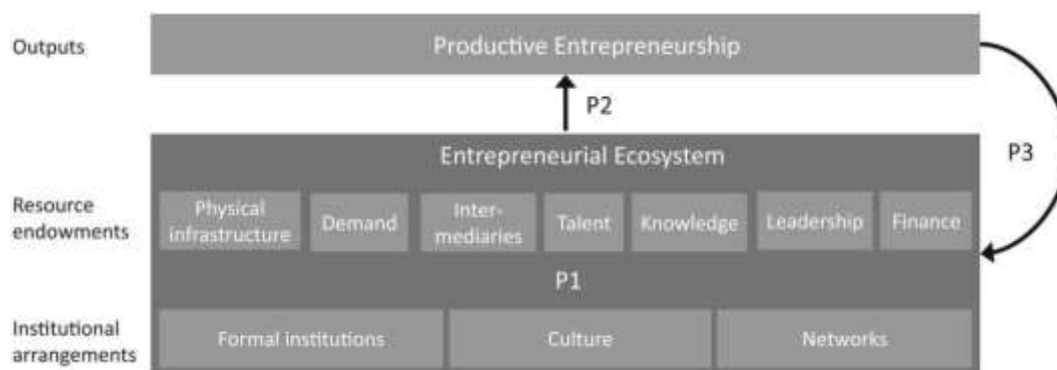 Outputs
Productive Entrepreneurship
P2
P3
Entrepreneurial Ecosystem
Resource
endowments
Physical
infrastructure
Demand
Inter-
mediaries
Talent
Knowledge
Leadership
Finance
P1
Institutional
arrangements
Formal institutions
Culture
Networks